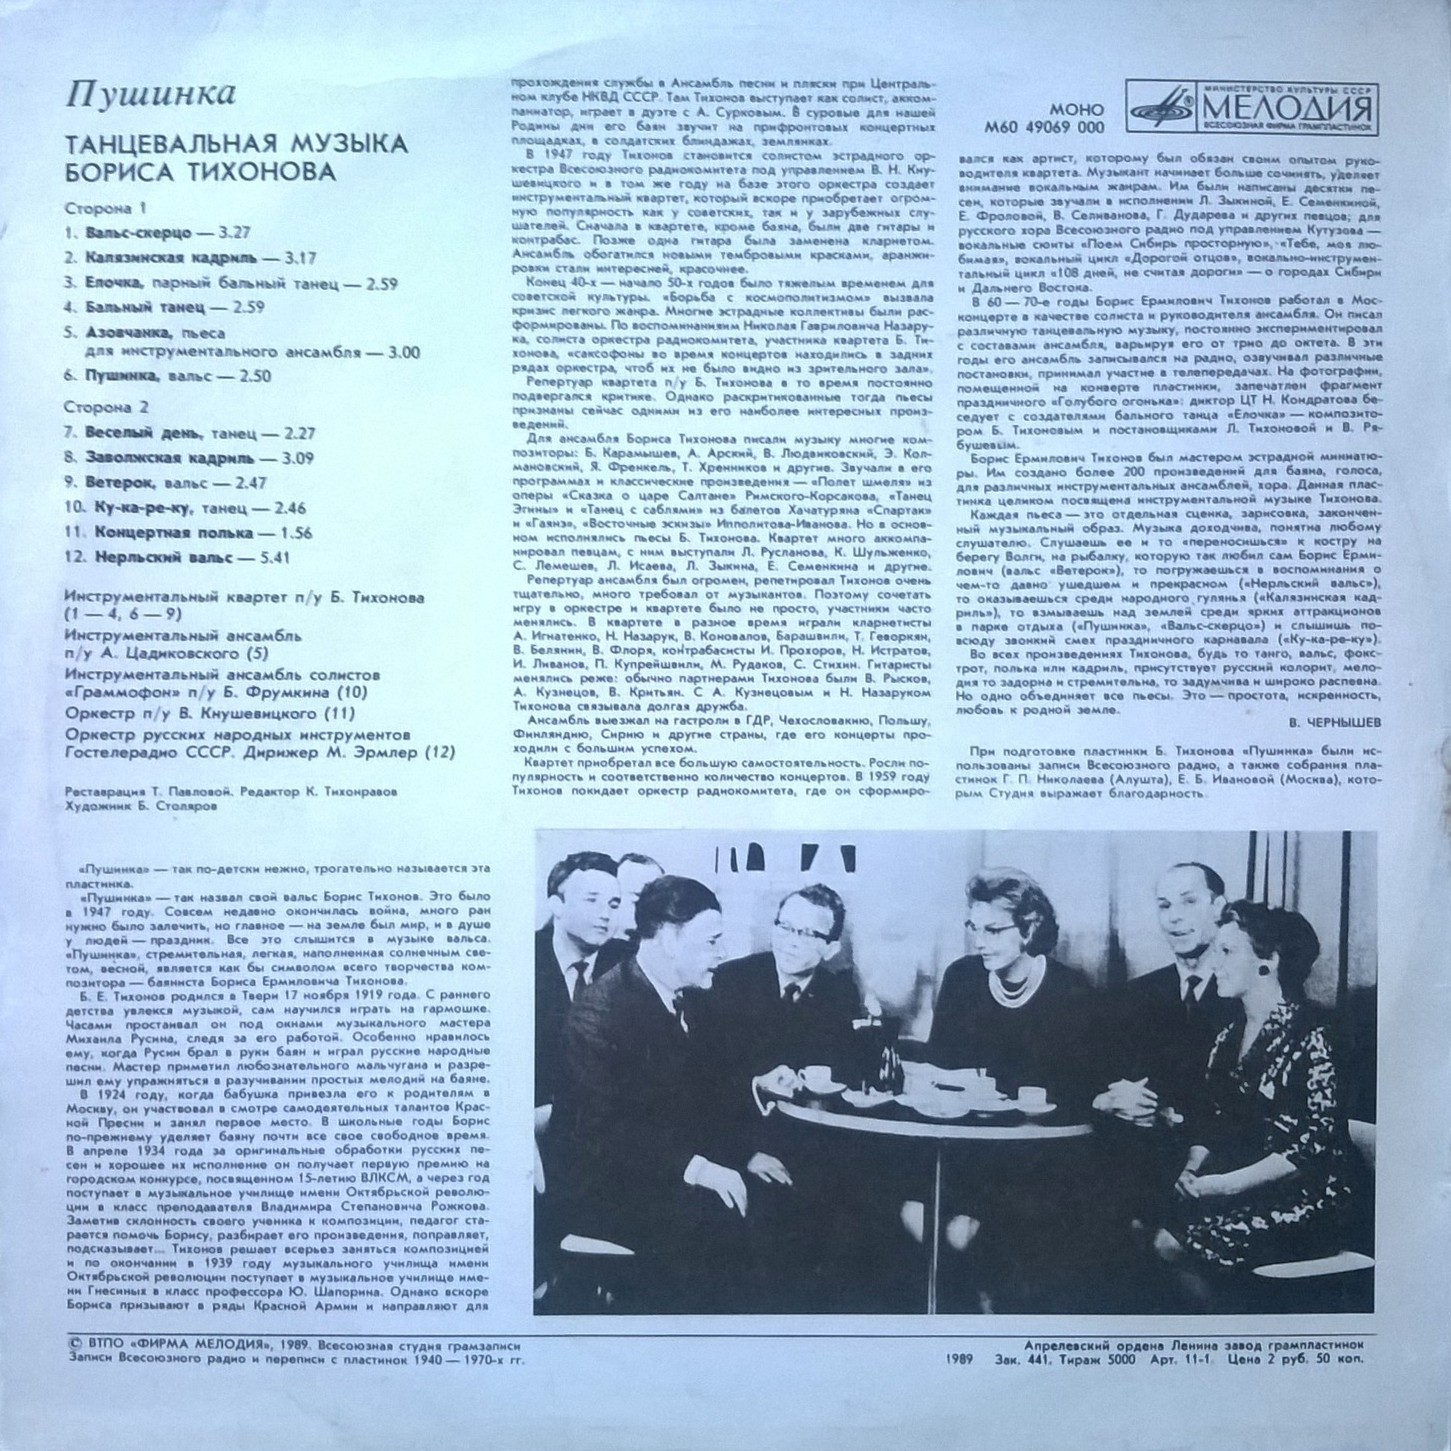 Пушинка
ТАНЦЕВАЛЬНАЯ МУЗЫКА
БОРИСА ТИХОНОВА
Сторона 1
1. Вальс-скерцо — 3.27
2. Калязинская кадриль — 3.17
3. Елочка, парный бальный танец — 2.59
4. Бальный танец — 2.59
5. Азовчанка, пьеса
для инструментального ансамбля — 3.00
6. Пушинка, вальс — 2.50
Сторона 2
7. Веселый день, танец — 2.27
8. Заволжская кадриль — 3.09
9. Ветерок, вальс — 2.47
10. Ку-ка-ре-ку, танец — 2.46
11. Концертная полька — 1.56
12. Нерльский вальс — 5.41
Инструментальный квартет п/у Б. Тихонова
(1 — 4, 6 — 9)
Инструментальный ансамбль
п/у А. Цадиковского (5)
Инструментальный ансамбль солистов
«Граммофон» п/у Б. Фрумкина (10)
Оркестр п/у В. Кнушевицкого (11)
Оркестр русских народных инструментов
Гостелерадио СССР. Дирижер М. Эрмлер (12)
Реставрация Т. Павловой. Редактор К. Тихонравов
Художник Б. Столяров
«Пушинка» — так по-детски нежно, трогательно называется эта
пластинка.
«Пушинка» — так назвал свой вальс Борис Тихонов. Это было
в 1947 году. Совсем недавно окончилась война, много ран
нужно было залечить, но главное — на земле был мир, и в душе
у людей — праздник. Все это слышится в музыке вальса.
«Пушинка», стремительная, легкая, наполненная солнечным све-
том, весной, является как бы символом всего творчества ком-
позитора — баяниста Бориса Ермиловича Тихонова.
Б. Е. Тихонов родился в Твери 17 ноября 1919 года. С раннего
детства увлекся музыкой, сам научился играть на гармошке.
Часами простаивал он под окнами музыкального мастера
Михаила Русина, следя за его работой. Особенно нравилось
ему, когда Русин брал в руки баян и играл русские народные
песни. Мастер приметил любознательного мальчугана и разре-
шил ему упражняться в разучивании простых мелодий на баяне.
В 1924 году, когда бабушка привезла его к родителям в
Москву, он участвовал в смотре самодеятельных талантов Крас-
ной Пресни и занял первое место. В школьные годы Борис
по-прежнему уделяет баяну почти все свое свободное время.
В апреле 1934 года за оригинальные обработки русских пе-
сен и хорошее их исполнение он получает первую премию на
городском конкурсе, посвященном 15-летию ВЛКСМ, а через год
поступает в музыкальное училище имени Октябрьской револю-
ции в класс преподавателя Владимира Степановича Рожкова.
Заметив склонность своего ученика к композиции, педагог ста-
рается помочь Борису, разбирает его произведения, поправляет,
подсказывает... Тихонов решает всерьез заняться композицией
и по окончании в 1939 году музыкального училища имени
Октябрьской революции поступает в музыкальное училище име-
ни Гнесиных в класс профессора Ю. Шапорина. Однако вскоре
Бориса призывают в ряды Красной Армии и направляют для
прохождения службы в Ансамбль песни и пляски при Централь-
ном клубе НКВД СССР. Там Тихонов выступает как солист, акком-
паниатор, играет в дуэте с А. Сурковым. В суровые для нашей
Родины дни его баян звучит на прифронтовых концертных
площадках, в солдатских блиндажах, землянках.
В 1947 году Тихонов становится солистом эстрадного ор-
кестра Всесоюзного радиокомитета под управлением В. Н. Кну-
шевицкого и в том же году на базе этого оркестра создает
инструментальный квартет, который вскоре приобретает огром-
ную популярность как у советских, так и у зарубежных слу-
шателей. Сначала в квартете, кроме баяна, были две гитары и
контрабас. Позже одна гитара была заменена кларнетом.
Ансамбль обогатился новыми тембровыми красками, аранжи-
ровки стали интересней, красочнее.
Конец 40-х — начало 50-х годов было тяжелым временем для
советской культуры. «Борьба с космополитизмом» вызвала
кризис легкого жанра. Многие эстрадные коллективы были рас-
формированы. По воспоминаниям Николая Гавриловича Назару-
ка, солиста оркестра радиокомитета, участника квартета Б. Ти-
хонова, «саксофоны во время концертов находились в задних
рядах оркестра, чтоб их не было видно из зрительного зала».
Репертуар квартета п/у Б. Тихонова в то время постоянно
подвергался критике. Однако раскритикованные тогда пьесы
признаны сейчас одними из его наиболее интересных произ-
ведений.
Для ансамбля Бориса Тихонова писали музыку многие ком-
позиторы: Б. Карамышев, А. Арский, В. Людвиковский, Э. Кол-
мановский, Я. Френкель, Т. Хренников и другие. Звучали в его
программах и классические произведения — «Полет шмеля» из
оперы «Сказка о царе Салтане» Римского-Корсакова, «Танец
Эгины» и «Танец с саблями» из балетов Хачатуряна «Спартак»
и «Гаянэ», «Восточные эскизы» Ипполитова-Иванова. Но в основ-
ном исполнялись пьесы Б. Тихонова. Квартет много аккомпа-
нировал певцам, с ним выступали Л. Русланова, К. Шульженко,
С. Лемешев, Л. Исаева, Л. Зыкина, Е. Семенкина и другие.
Репертуар ансамбля был огромен, репетировал Тихонов очень
тщательно, много требовал от музыкантов. Поэтому сочетать
игру в оркестре и квартете было не просто, участники часто
менялись. В квартете в разное время играли кларнетисты
А. Игнатенко, Н. Назарук, В. Коновалов, Барашвили, Т. Геворкян,
В. Белянин, В. Флоря, контрабасисты И. Прохоров, Н. Истратов,
И. Ливанов, П. Купрейшвили, М. Рудаков, С. Стихин. Гитаристы
менялись реже: обычно партнерами Тихонова были В. Рысков,
А. Кузнецов, В. Критьян. С А. Кузнецовым и Н. Назаруком
Тихонова связывала долгая дружба.
Ансамбль выезжал на гастроли в ГДР, Чехословакию, Польшу,
Финляндию, Сирию и другие страны, где его концерты про-
ходили с большим успехом.
Квартет приобретал все большую самостоятельность. Росли по-
пулярность и соответственно количество концертов. В 1959 году
Тихонов покидает оркестр радиокомитета, где он сформиро-
МОНО
М60 49069 000
МИНИСТЕРСТВО КУЛЬТУРЫ СССР
МЕЛОДИЯ
ВСЕСОЮЗНАЯ ФИРМА ГРАМПЛАСТИНОК
вался как артист, которому был обязан своим опытом руко-
водителя квартета. Музыкант начинает больше сочинять, уделяет
внимание вокальным жанрам. Им были написаны десятки пе-
сен, которые звучали в исполнении Л. Зыкиной, Е. Семенкиной,
Е. Фроловой, В. Селиванова, Г. Дударева и других певцов; для
русского хора Всесоюзного радио под управлением Кутузова —
вокальные сюиты «Поем Сибирь просторную», «Тебе, моя лю-
бимая», вокальный цикл «Дорогой отцов», вокально-инструмен-
тальный цикл «108 дней, не считая дороги» — о городах Сибири
и Дальнего Востока.
В 60 — 70-е годы Борис Ермилович Тихонов работал в Мос-
концерте в качестве солиста и руководителя ансамбля. Он писал
различную танцевальную музыку, постоянно экспериментировал
с составами ансамбля, варьируя его от трио до октета. В эти
годы его ансамбль записывался на радио, озвучивал различные
постановки, принимал участие в телепередачах. На фотографии,
помещенной на конверте пластинки, запечатлен фрагмент
праздничного «Голубого огонька»: диктор ЦТ Н. Кондратова бе-
седует с создателями бального танца «Елочка» — композито-
ром Б. Тихоновым и постановщиками Л. Тихоновой и В. Ря-
бушевым.
Борис Ермилович Тихонов был мастером эстрадной миниатю-
ры. Им создано более 200 произведений для баяна, голоса,
для различных инструментальных ансамблей, хора. Данная плас-
тинка целиком посвящена инструментальной музыке Тихонова.
Каждая пьеса — это отдельная сценка, зарисовка, закончен-
ный музыкальный образ. Музыка доходчива, понятна любому
слушателю. Слушаешь ее и то «переносишься» к костру на
берегу Волги, на рыбалку, которую так любил сам Борис Ерми-
лович (вальс «Ветерок»), то погружаешься в воспоминания о
чем-то давно ушедшем и прекрасном («Нерльский вальс»),
то оказываешься среди народного гулянья («Калязинская кад-
риль»), то взмываешь над землей среди ярких аттракционов
в парке отдыха («Пушинка», «Вальс-скерцо») и слышишь по-
всюду звонкий смех праздничного карнавала («Ку-ка-ре-ку»).
Во всех произведениях Тихонова, будь то танго, вальс, фокс-
трот, полька или кадриль, присутствует русский колорит, мело-
дия то задорна и стремительна, то задумчива и широко распевна.
Но одно объединяет все пьесы. Это — простота, искренность,
любовь к родной земле.
В. ЧЕРНЫШЕВ
При подготовке пластинки Б. Тихонова «Пушинка» были ис-
пользованы записи Всесоюзного радио, а также собрания пла-
стинок Г. П. Николаева (Алушта), Е. Б. Ивановой (Москва), кото-
рым Студия выражает благодарность.
© ВТПО «ФИРМА МЕЛОДИЯ», 1989. Всесоюзная студия грамзаписи
Записи Всесоюзного радио и переписи с пластинок 1940 — 1970-х гг.
Апрелевский ордена Ленина завод грампластинок
1989 Зак. 441. Тираж 5000 Арт. 11-1. Цена 2 руб. 50 коп.